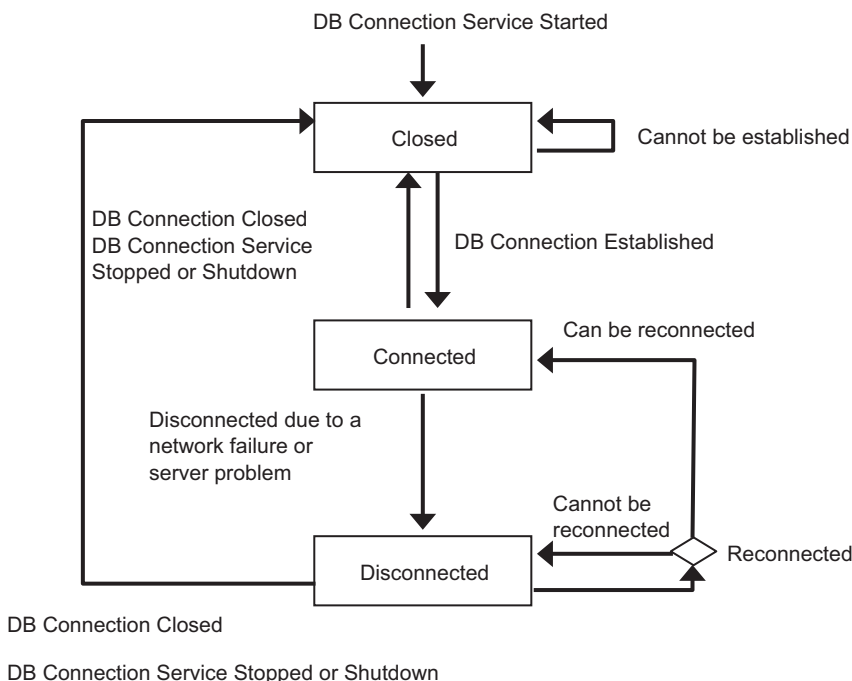 DB Connection Service Started
Closed
Cannot be established
DB Connection Closed
DB Connection Service
Stopped or Shutdown
DB Connection Established
Can be reconnected
Connected
Disconnected due to a
network failure or
server problem
Cannot be
reconnected
Reconnected
Disconnected
DB Connection Closed
DB Connection Service Stopped or Shutdown